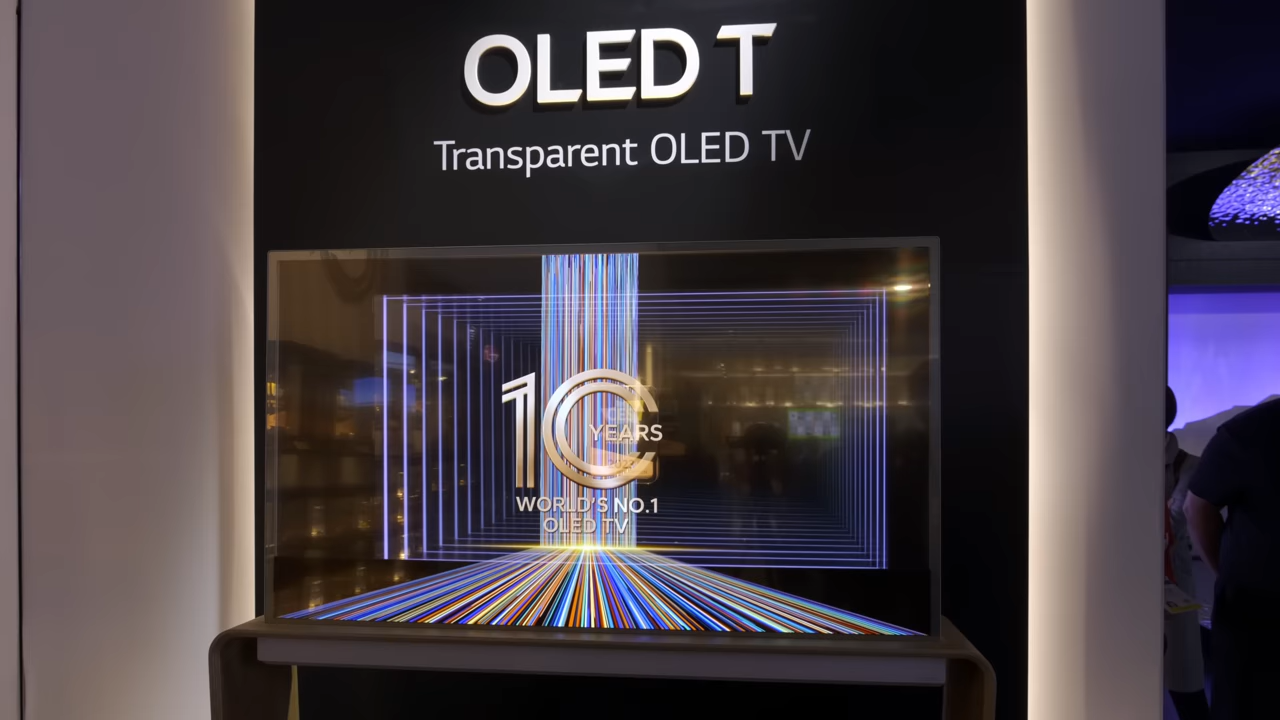 OLED T
Transparent OLED TV
10
YEARS
WORLD'S NO.1
OLED TV